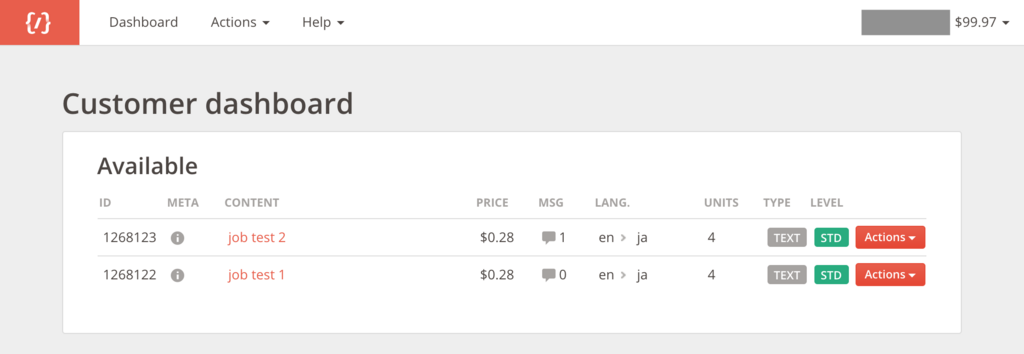 {/} Dashboard Actions Help $99.97
Customer dashboard
Available
ID META CONTENT PRICE MSG LANG. UNITS TYPE LEVEL
1268123 job test 2 $0.28 1 en > ja 4 TEXT STD Actions
1268122 job test 1 $0.28 0 en > ja 4 TEXT STD Actions